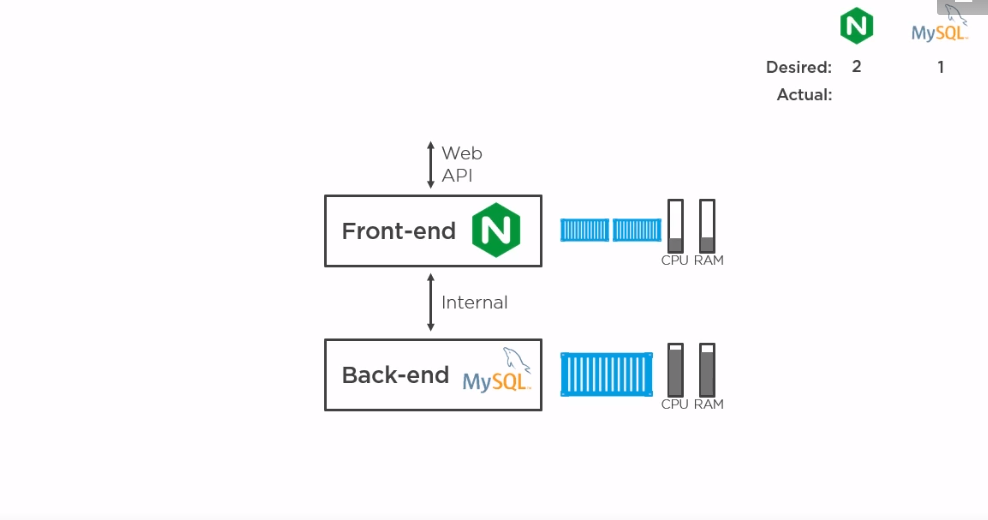 N MySQL
Desired: 2 1
Actual:
Web
API
Front-end N
CPU RAM
Internal
Back-end MySQL
CPU RAM